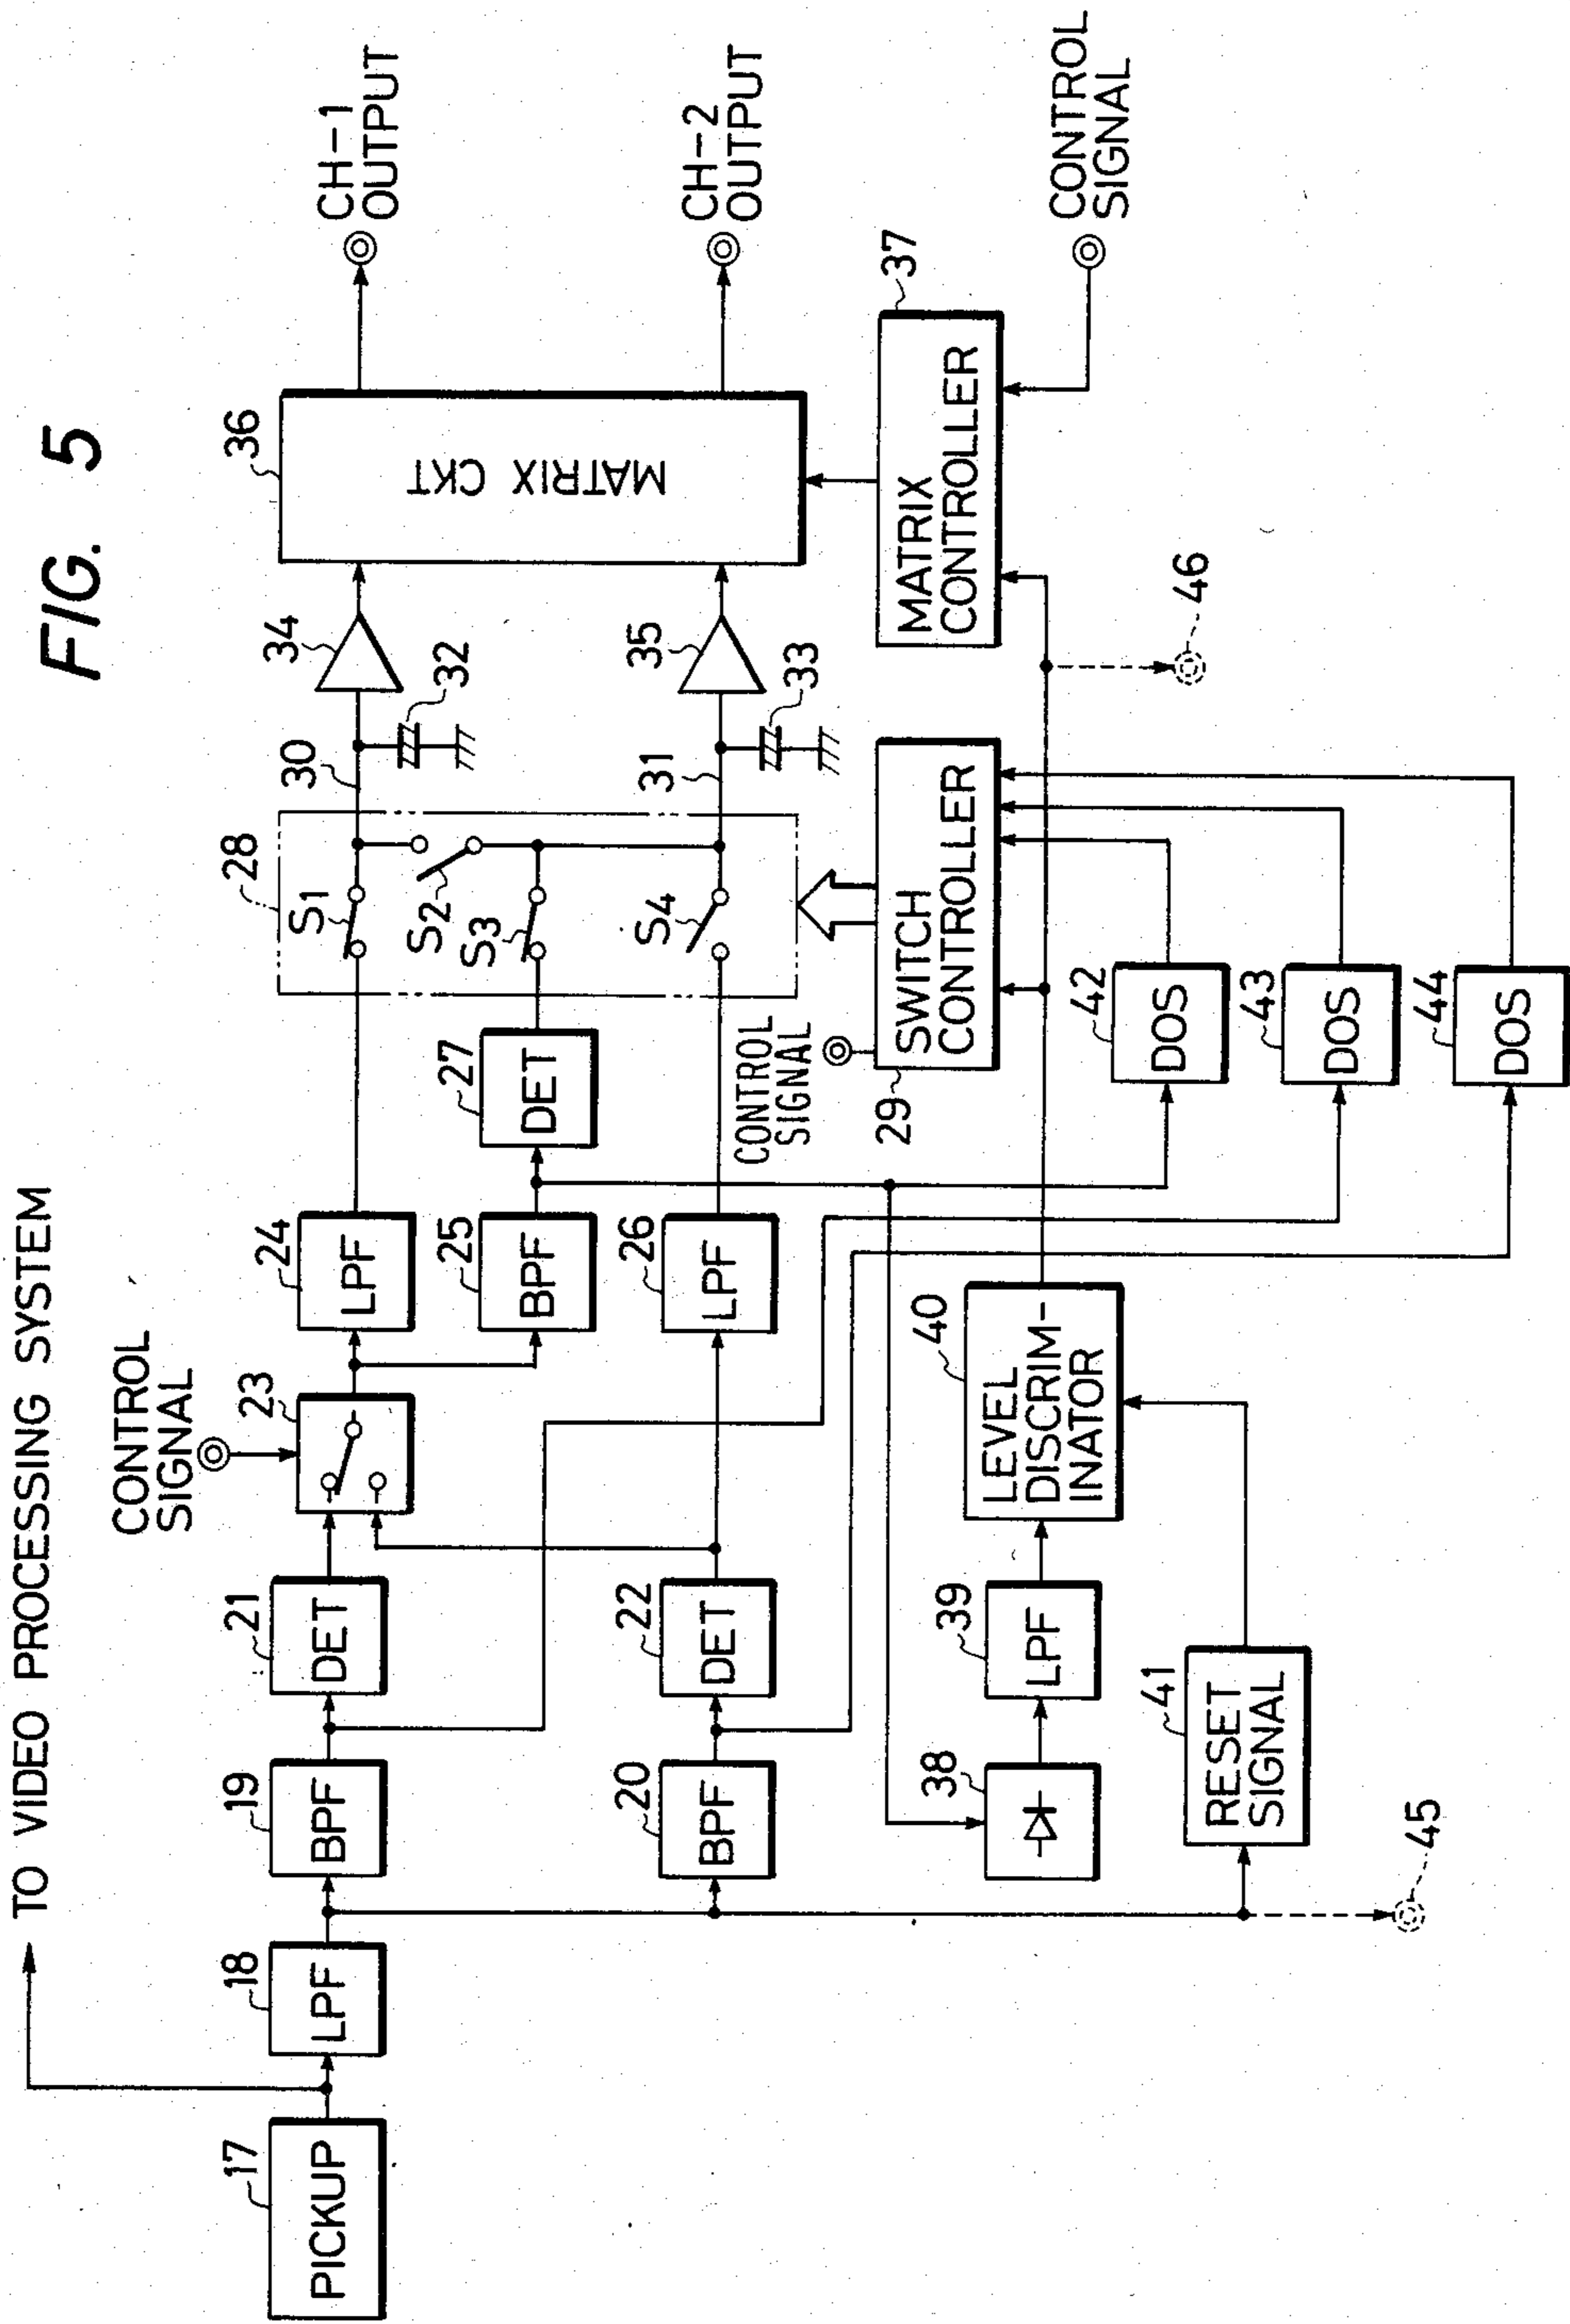 FIG. 5
TO VIDEO PROCESSING SYSTEM
17
PICKUP
18
LPF
19
BPF
20
BPF
21
DET
22
DET
CONTROL
SIGNAL
23
24
LPF
25
BPF
26
LPF
27
DET
28
S1
S2
S3
S4
CONTROL
SIGNAL
29
SWITCH
CONTROLLER
30
31
32
33
34
35
36
MATRIX CKT
CH-1
OUTPUT
CH-2
OUTPUT
37
MATRIX
CONTROLLER
CONTROL
SIGNAL
38
39
LPF
40
LEVEL
DISCRIM-
INATOR
41
RESET
SIGNAL
42
DOS
43
DOS
44
DOS
45
46